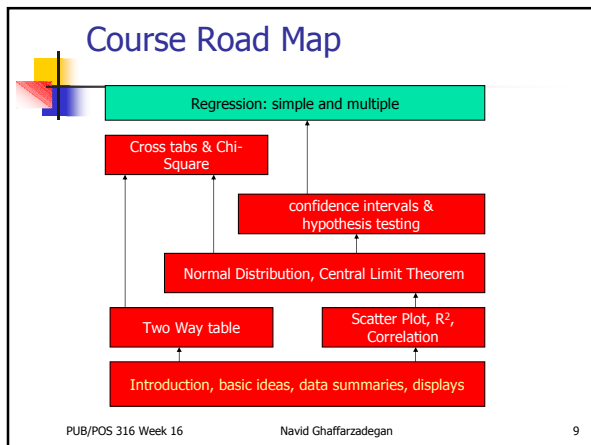 Course Road Map
Regression: simple and multiple
Cross tabs & Chi-
Square
confidence intervals &
hypothesis testing
Normal Distribution, Central Limit Theorem
Two Way table
Scatter Plot, R²,
Correlation
Introduction, basic ideas, data summaries, displays
PUB/POS 316 Week 16 Navid Ghaffarzadegan 9